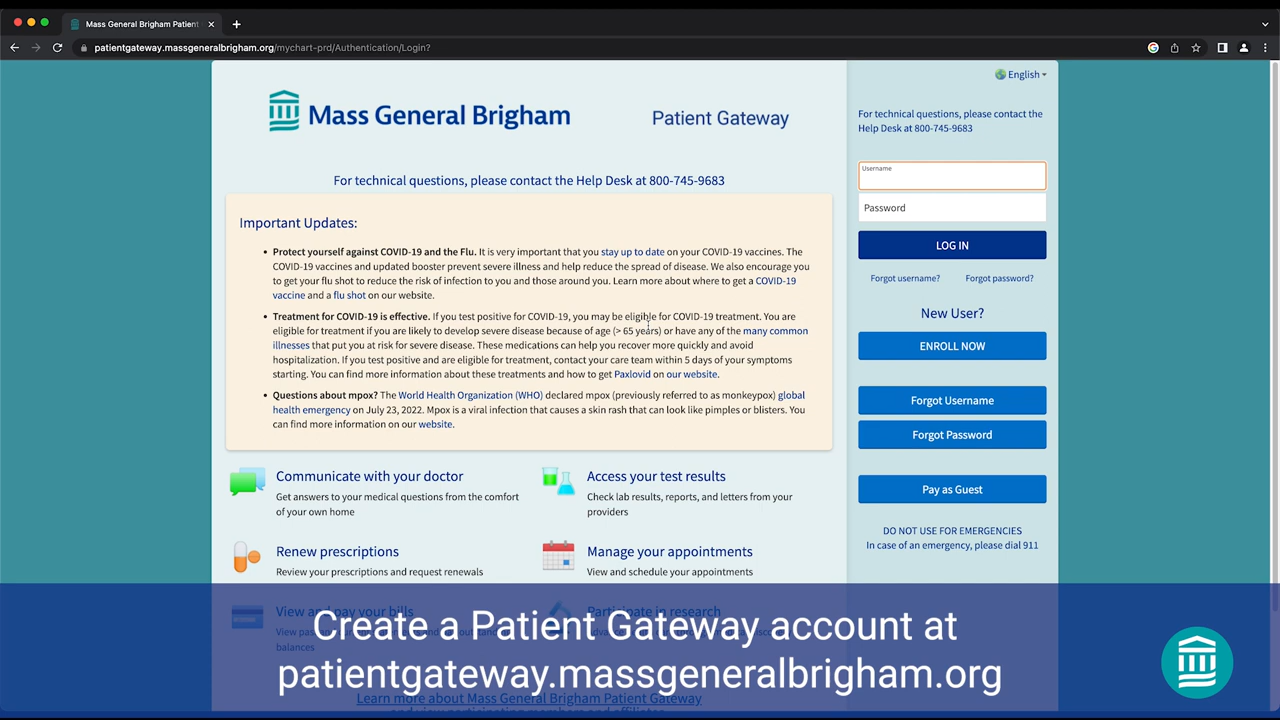 Mass General Brigham Patient
patientgateway.massgeneralbrigham.org/mychart-prd/Authentication/Login?
Mass General Brigham
Patient Gateway
For technical questions, please contact the Help Desk at 800-745-9683
Important Updates:
• Protect yourself against COVID-19 and the Flu. It is very important that you stay up to date on your COVID-19 vaccines. The
COVID-19 vaccines and updated booster prevent severe illness and help reduce the spread of disease. We also encourage you
to get your flu shot to reduce the risk of infection to you and those around you. Learn more about where to get a COVID-19
vaccine and a flu shot on our website.
• Treatment for COVID-19 is effective. If you test positive for COVID-19, you may be eligible for COVID-19 treatment. You are
eligible for treatment if you are likely to develop severe disease because of age (> 65 years) or have any of the many common
illnesses that put you at risk for severe disease. These medications can help you recover more quickly and avoid
hospitalization. If you test positive and are eligible for treatment, contact your care team within 5 days of your symptoms
starting. You can find more information about these treatments and how to get Paxlovid on our website.
• Questions about mpox? The World Health Organization (WHO) declared mpox (previously referred to as monkeypox) global
health emergency on July 23, 2022. Mpox is a viral infection that causes a skin rash that can look like pimples or blisters. You
can find more information on our website.
Communicate with your doctor
Get answers to your medical questions from the comfort
of your own home
Access your test results
Check lab results, reports, and letters from your
providers
Renew prescriptions
Review your prescriptions and request renewals
Manage your appointments
View and schedule your appointments
View and pay your bills
balances
Participate in research
Learn more about Mass General Brigham Patient Gateway
English
For technical questions, please contact the
Help Desk at 800-745-9683
Username
Password
LOG IN
Forgot username?
Forgot password?
New User?
ENROLL NOW
Forgot Username
Forgot Password
Pay as Guest
DO NOT USE FOR EMERGENCIES
In case of an emergency, please dial 911
Create a Patient Gateway account at
patientgateway.massgeneralbrigham.org